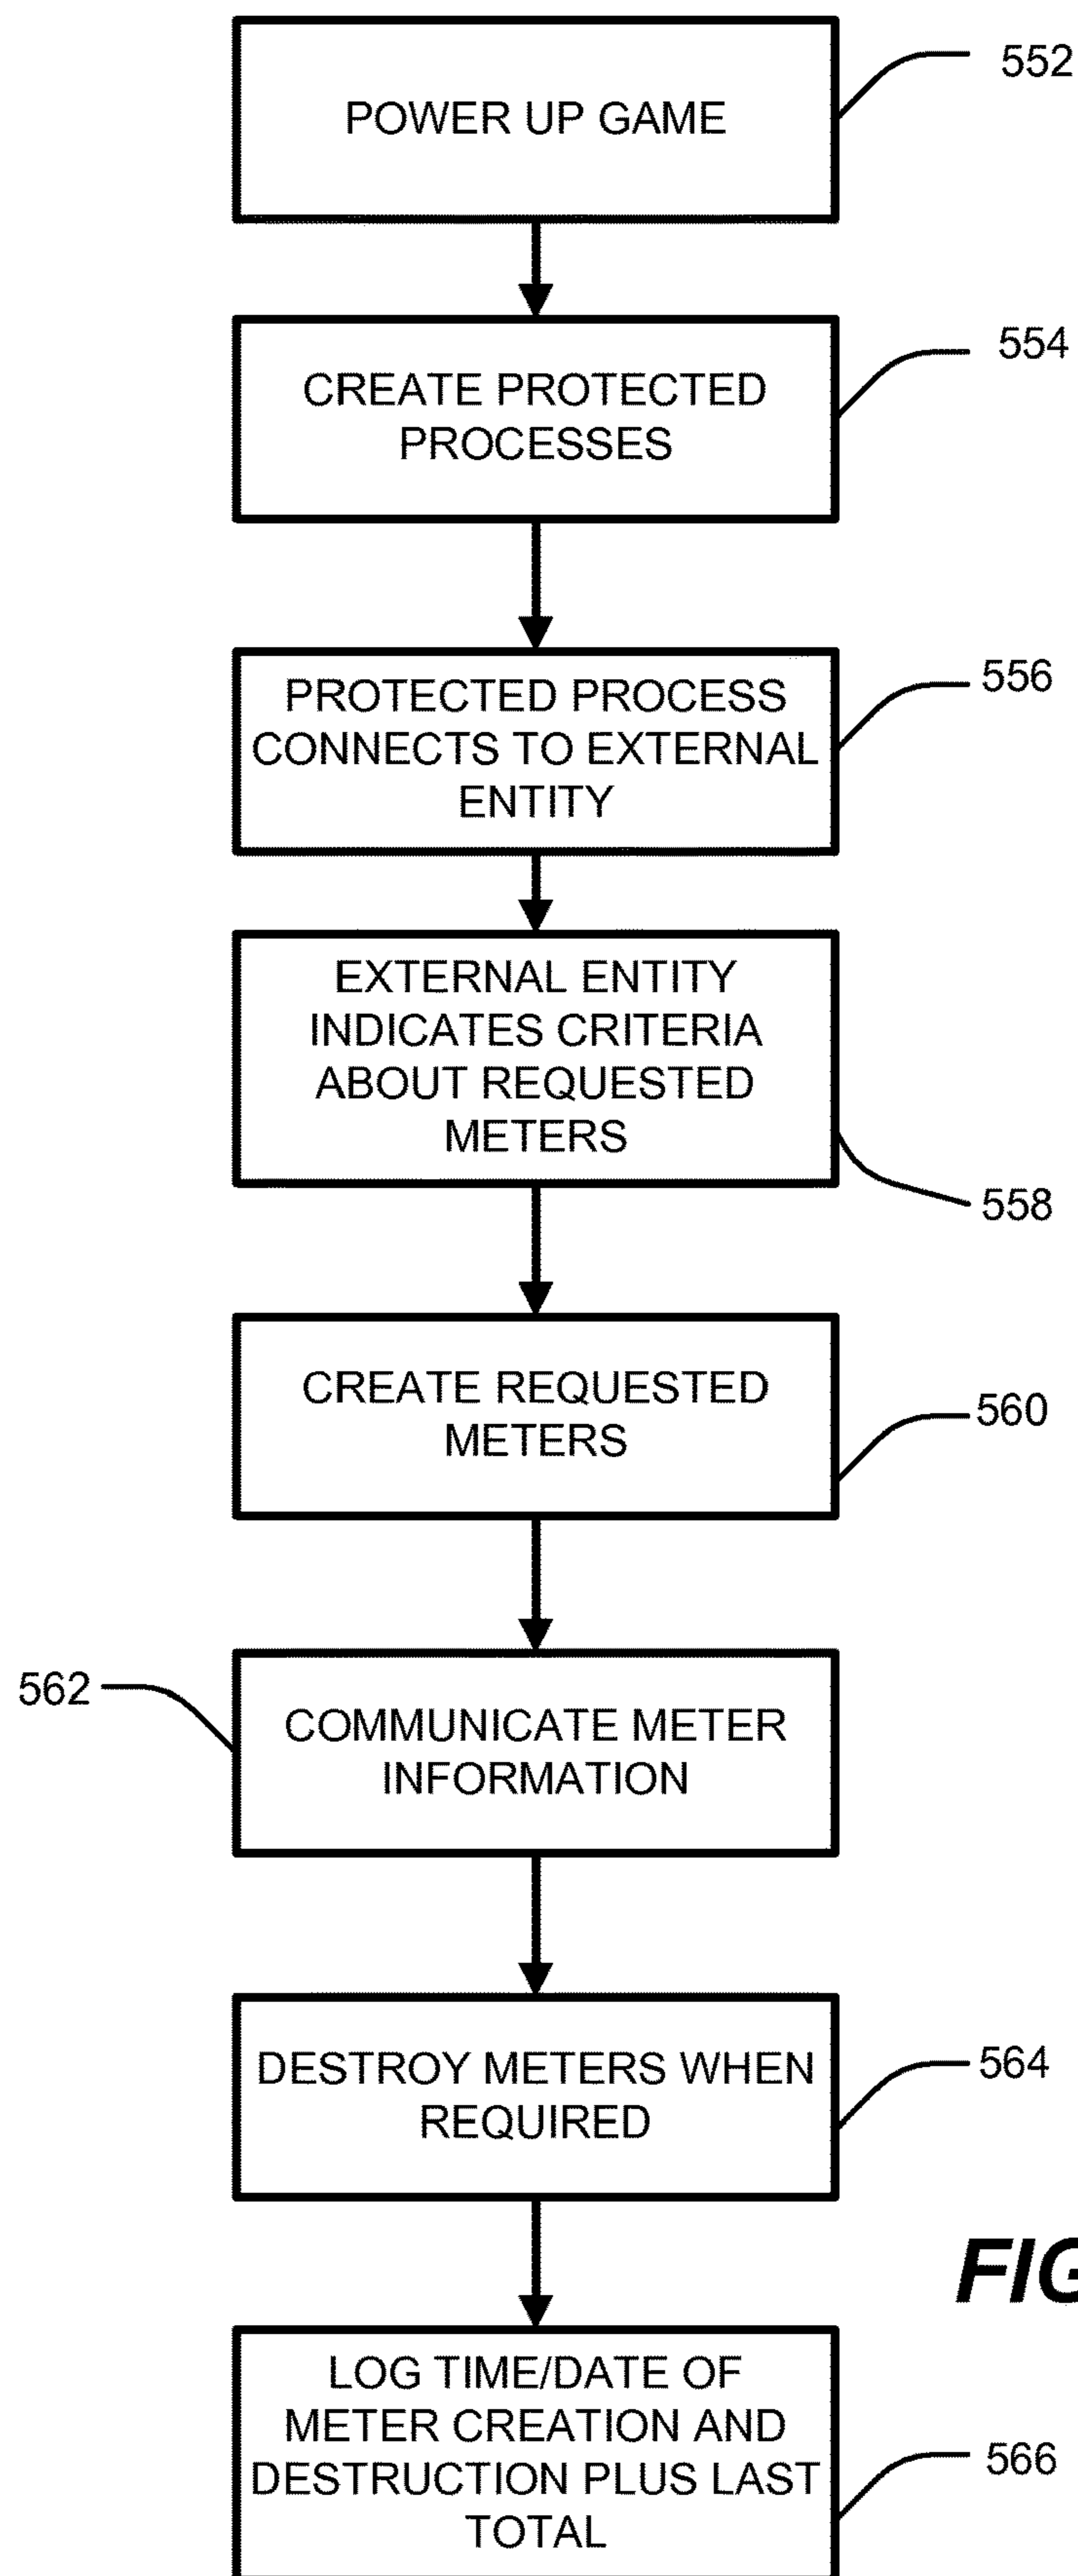 POWER UP GAME
552
CREATE PROTECTED
PROCESSES
554
PROTECTED PROCESS
CONNECTS TO EXTERNAL
ENTITY
556
EXTERNAL ENTITY
INDICATES CRITERIA
ABOUT REQUESTED
METERS
558
CREATE REQUESTED
METERS
560
562
COMMUNICATE METER
INFORMATION
DESTROY METERS WHEN
REQUIRED
564
FIG
LOG TIME/DATE OF
METER CREATION AND
DESTRUCTION PLUS LAST
TOTAL
566